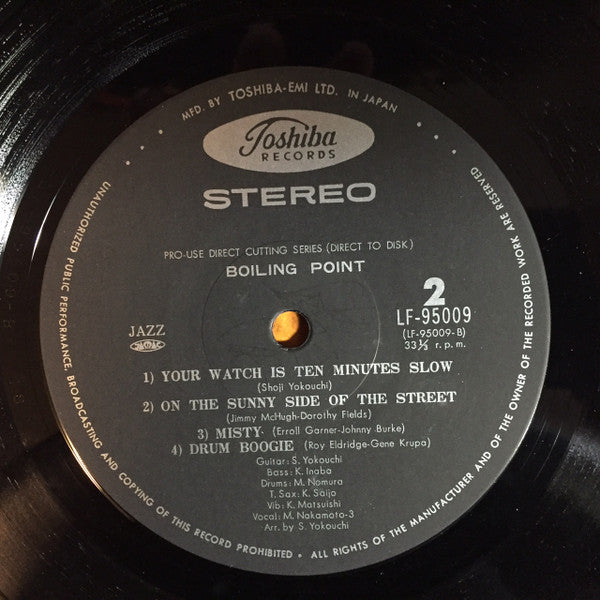 MFD. BY TOSHIBA-EMI LTD. IN JAPAN
Toshiba
RECORDS
STEREO
PRO-USE DIRECT CUTTING SERIES (DIRECT TO DISK)
BOILING POINT
2
LF-95009
(LF-95009-B)
33⅓ r.p.m.
JAZZ
1) YOUR WATCH IS TEN MINUTES SLOW
(Shoji Yokouchi)
2) ON THE SUNNY SIDE OF THE STREET
(Jimmy McHugh-Dorothy Fields)
3) MISTY (Erroll Garner-Johnny Burke)
4) DRUM BOOGIE (Roy Eldridge-Gene Krupa)
Guitar: S. Yokouchi
Bass: K. Inaba
Drums: M. Nomura
T. Sax: K. Saijo
Vib: K. Matsuishi
Vocal: M. Nakamoto-3
Arr. by S. Yokouchi
UNAUTHORIZED PUBLIC PERFORMANCE, BROADCASTING AND COPYING OF THIS RECORD PROHIBITED • ALL RIGHTS OF THE MANUFACTURER AND OF THE OWNER OF THE RECORDED WORK ARE RESERVED